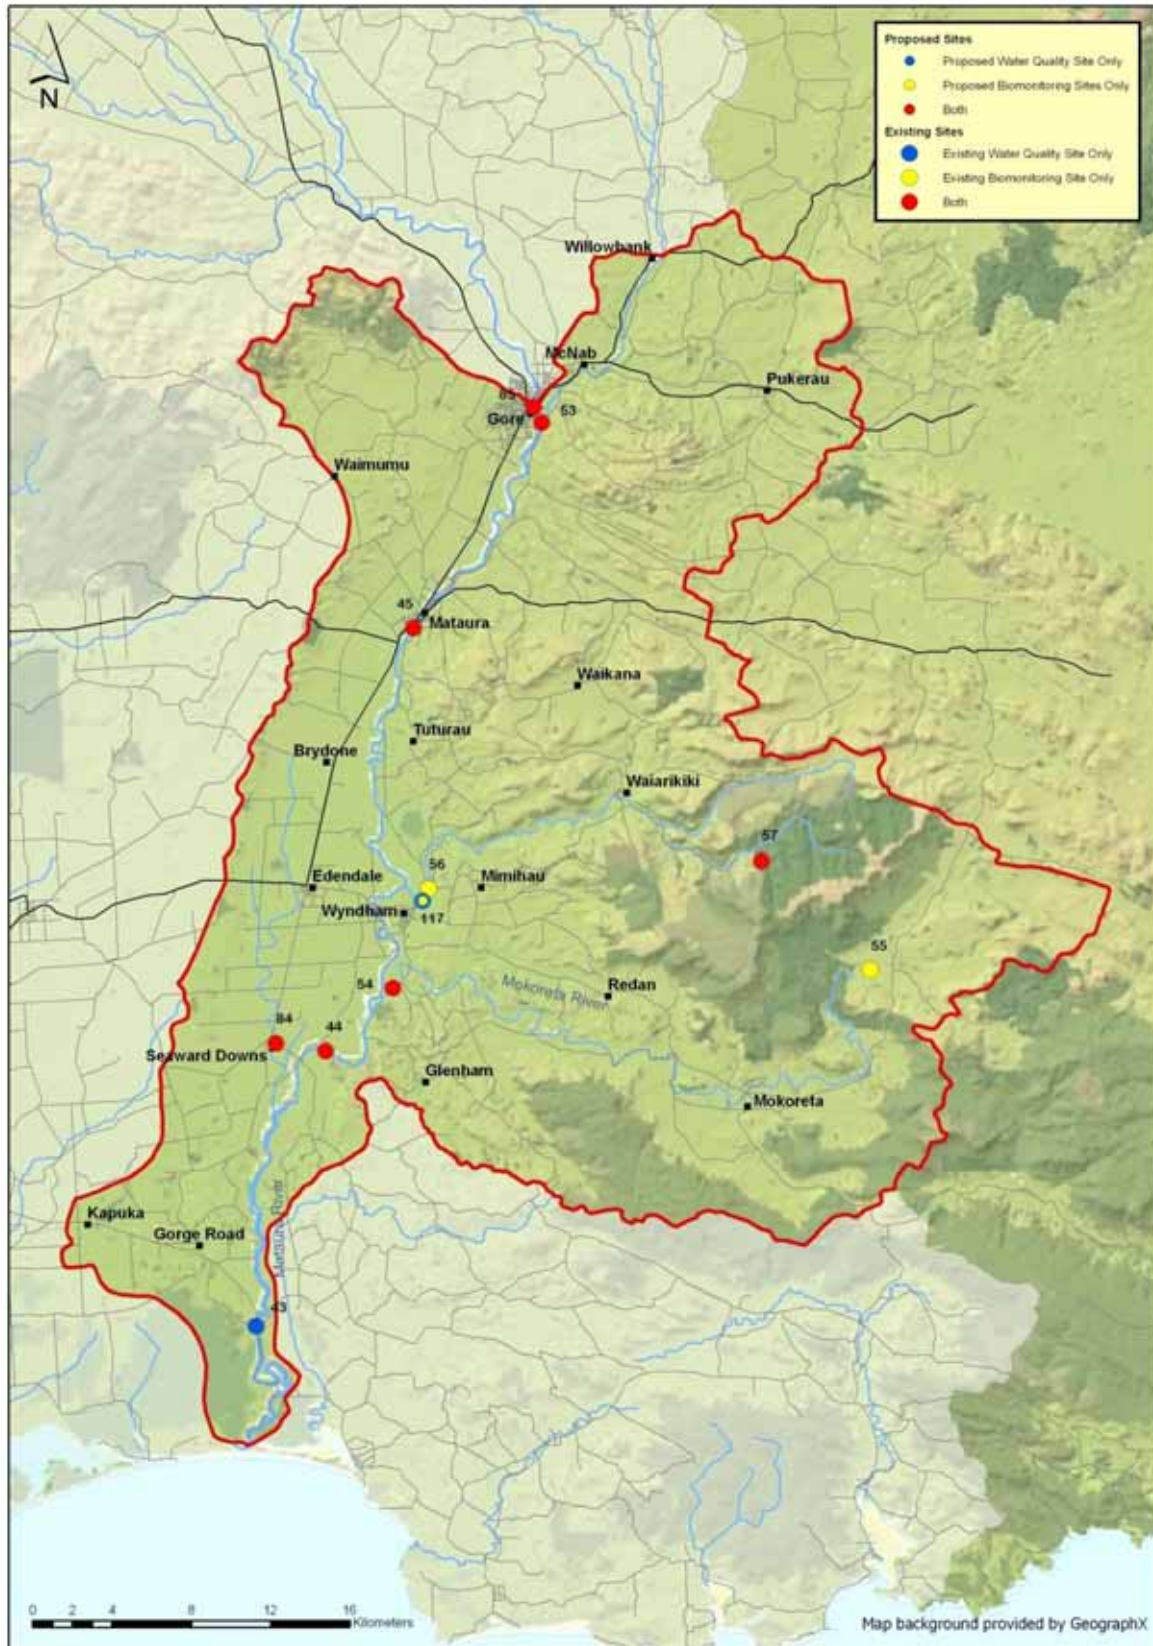 Proposed Sites
Proposed Water Quality Site Only
Proposed Biomonitoring Sites Only
Both
Existing Sites
Existing Water Quality Site Only
Existing Biomonitoring Site Only
Both
N
Willowbank
McNab
Pukerau
85
53
Gore
Waimumu
45
Mataura
Waikana
Tuturau
Brydone
Waiarikiki
57
56
Edendale
Mimihau
Wyndham
117
55
54
Mokoreta River
Redan
84
44
Seaward Downs
Glenham
Mokoreta
Mataura River
Kapuka
Gorge Road
43
0 2 4 8 12 16
Kilometers
Map background provided by GeographX